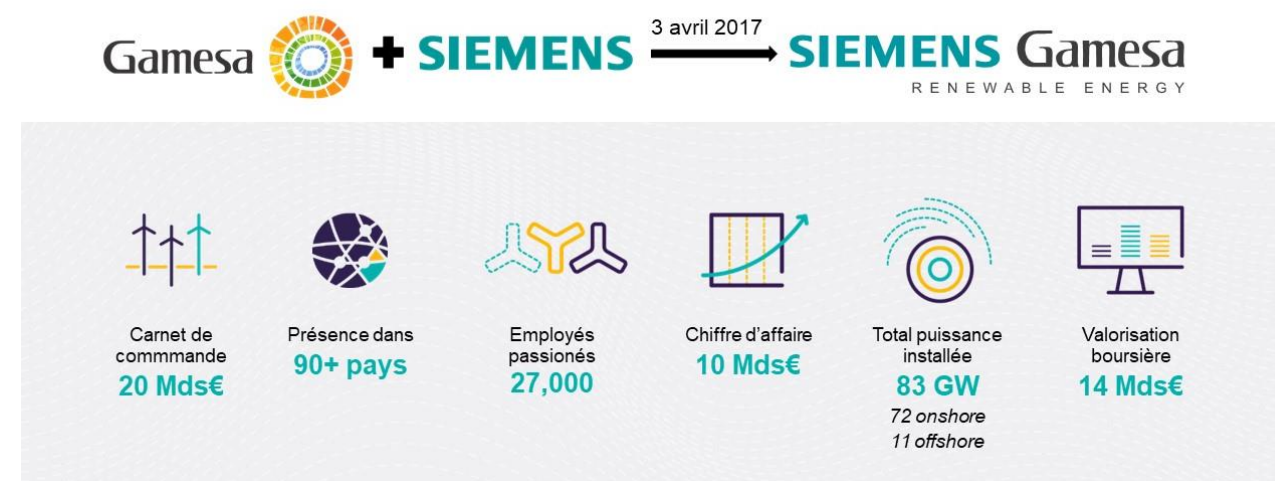 Gamesa + SIEMENS 3 avril 2017 SIEMENS Gamesa
RENEWABLE ENERGY
Carnet de
commmande
20 Mds€
Présence dans
90+ pays
Employés
passionés
27,000
Chiffre d'affaire
10 Mds€
Total puissance
installée
83 GW
72 onshore
11 offshore
Valorisation
boursière
14 Mds€